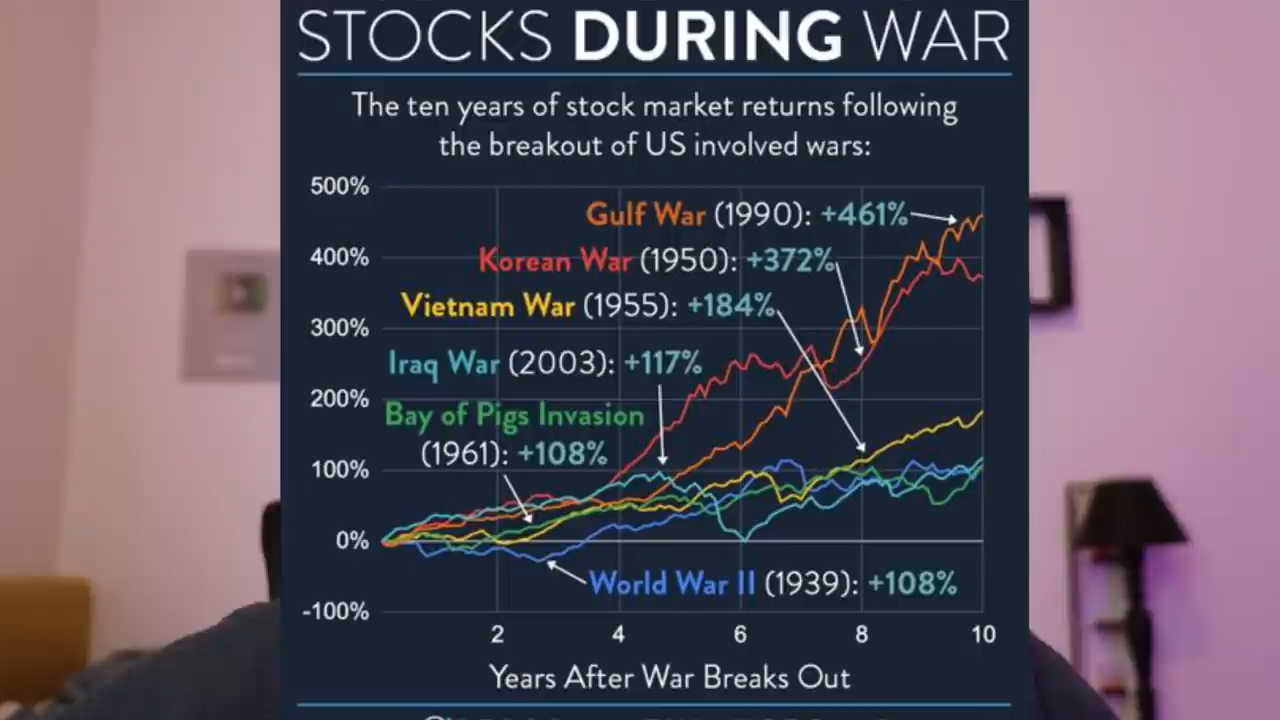 STOCKS DURING WAR
The ten years of stock market returns following
the breakout of US involved wars:
500%
400%
300%
200%
100%
0%
-100%
Gulf War (1990): +461%
Korean War (1950): +372%
Vietnam War (1955): +184%
Iraq War (2003): +117%
Bay of Pigs Invasion
(1961): +108%
World War II (1939): +108%
2 4 6 8 10
Years After War Breaks Out